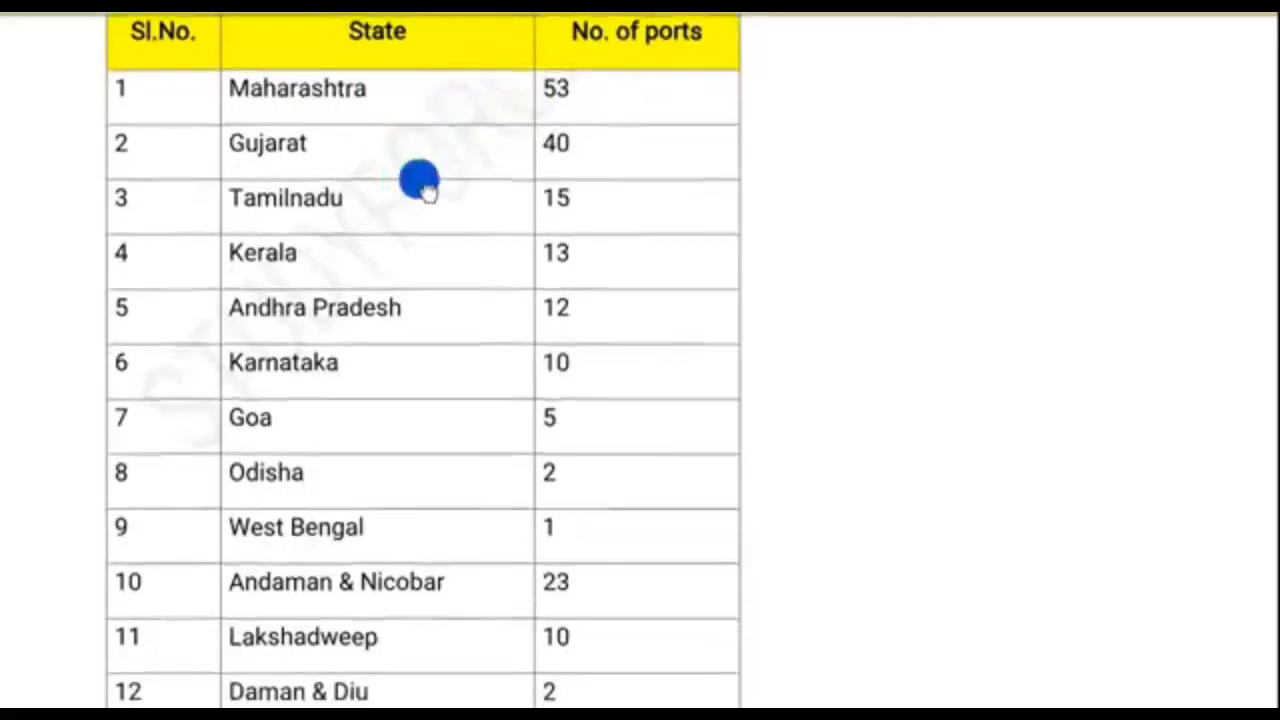 Sl.No. State No. of ports
1 Maharashtra 53
2 Gujarat 40
3 Tamilnadu 15
4 Kerala 13
5 Andhra Pradesh 12
6 Karnataka 10
7 Goa 5
8 Odisha 2
9 West Bengal 1
10 Andaman & Nicobar 23
11 Lakshadweep 10
12 Daman & Diu 2